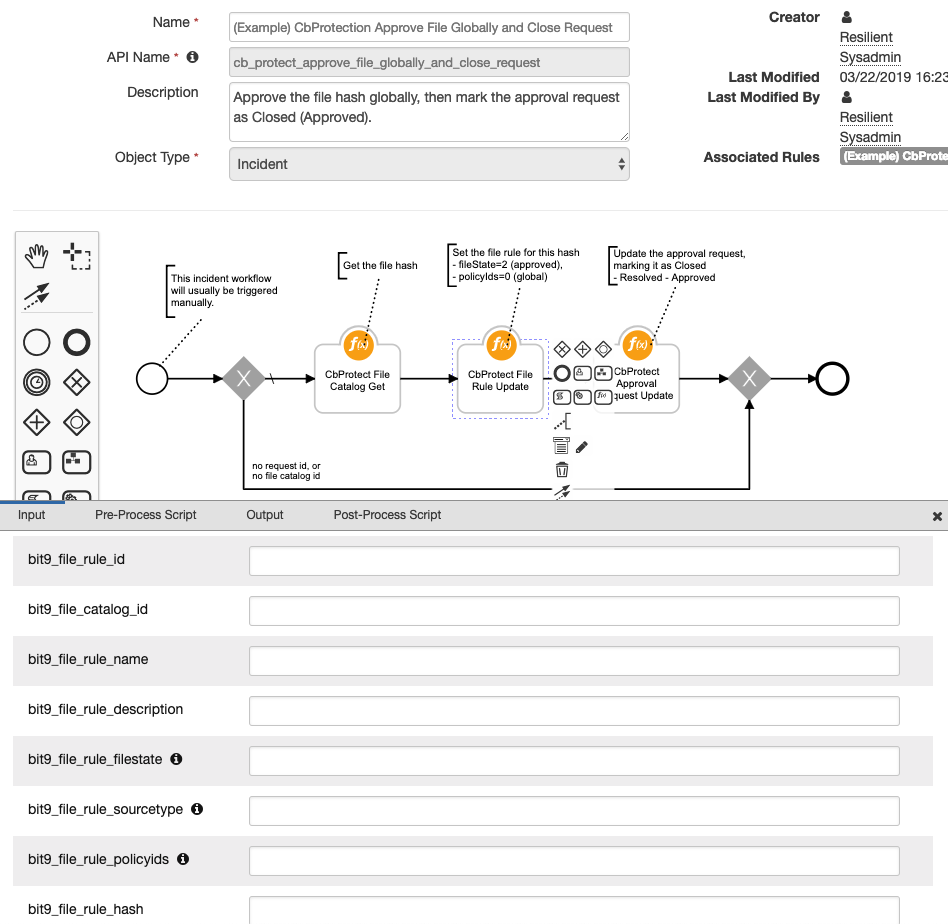 Name *
(Example) CbProtection Approve File Globally and Close Request
API Name *
cb_protect_approve_file_globally_and_close_request
Description
Approve the file hash globally, then mark the approval request
as Closed (Approved).
Object Type *
Incident
Creator
Resilient
Sysadmin
Last Modified
03/22/2019 16:23
Last Modified By
Resilient
Sysadmin
Associated Rules
(Example) CbProte
This incident workflow
will usually be triggered
manually.
Get the file hash
Set the file rule for this hash
- fileState=2 (approved),
- policyIds=0 (global)
Update the approval request,
marking it as Closed
- Resolved - Approved
f(x)
f(x)
f(x)
CbProtect File
Catalog Get
CbProtect File
Rule Update
CbProtect
Approval
quest Update
no request id, or
no file catalog id
Input
Pre-Process Script
Output
Post-Process Script
bit9_file_rule_id
bit9_file_catalog_id
bit9_file_rule_name
bit9_file_rule_description
bit9_file_rule_filestate
bit9_file_rule_sourcetype
bit9_file_rule_policyids
bit9_file_rule_hash